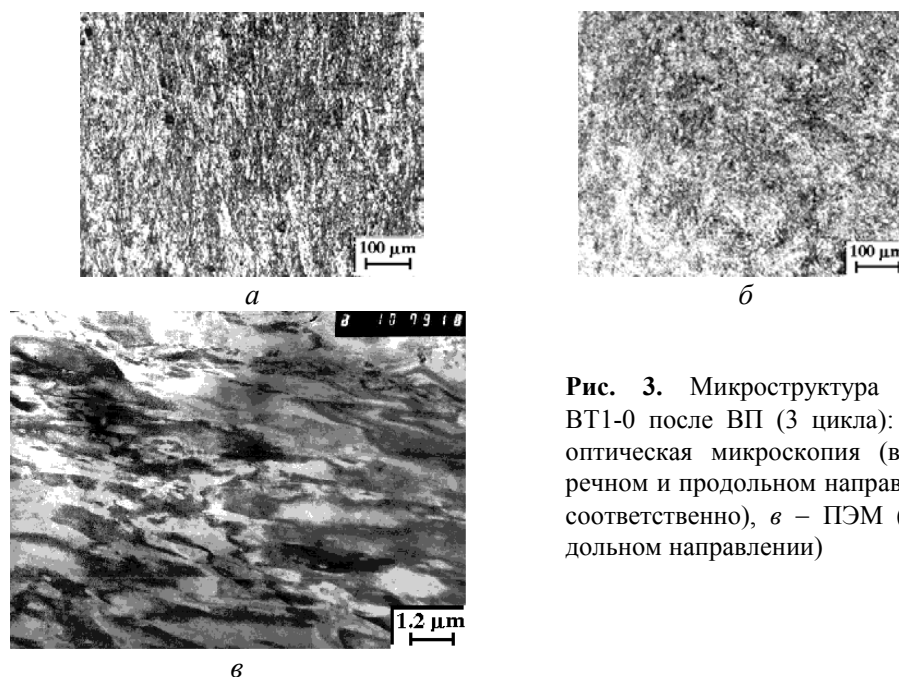 100 µm
100 µm
а
б
a 107918
1.2 µm
в
Рис. 3. Микроструктура
ВТ1-0 после ВП (3 цикла):
оптическая микроскопия (в
речном и продольном направ
соответственно), в – ПЭМ (
дольном направлении)